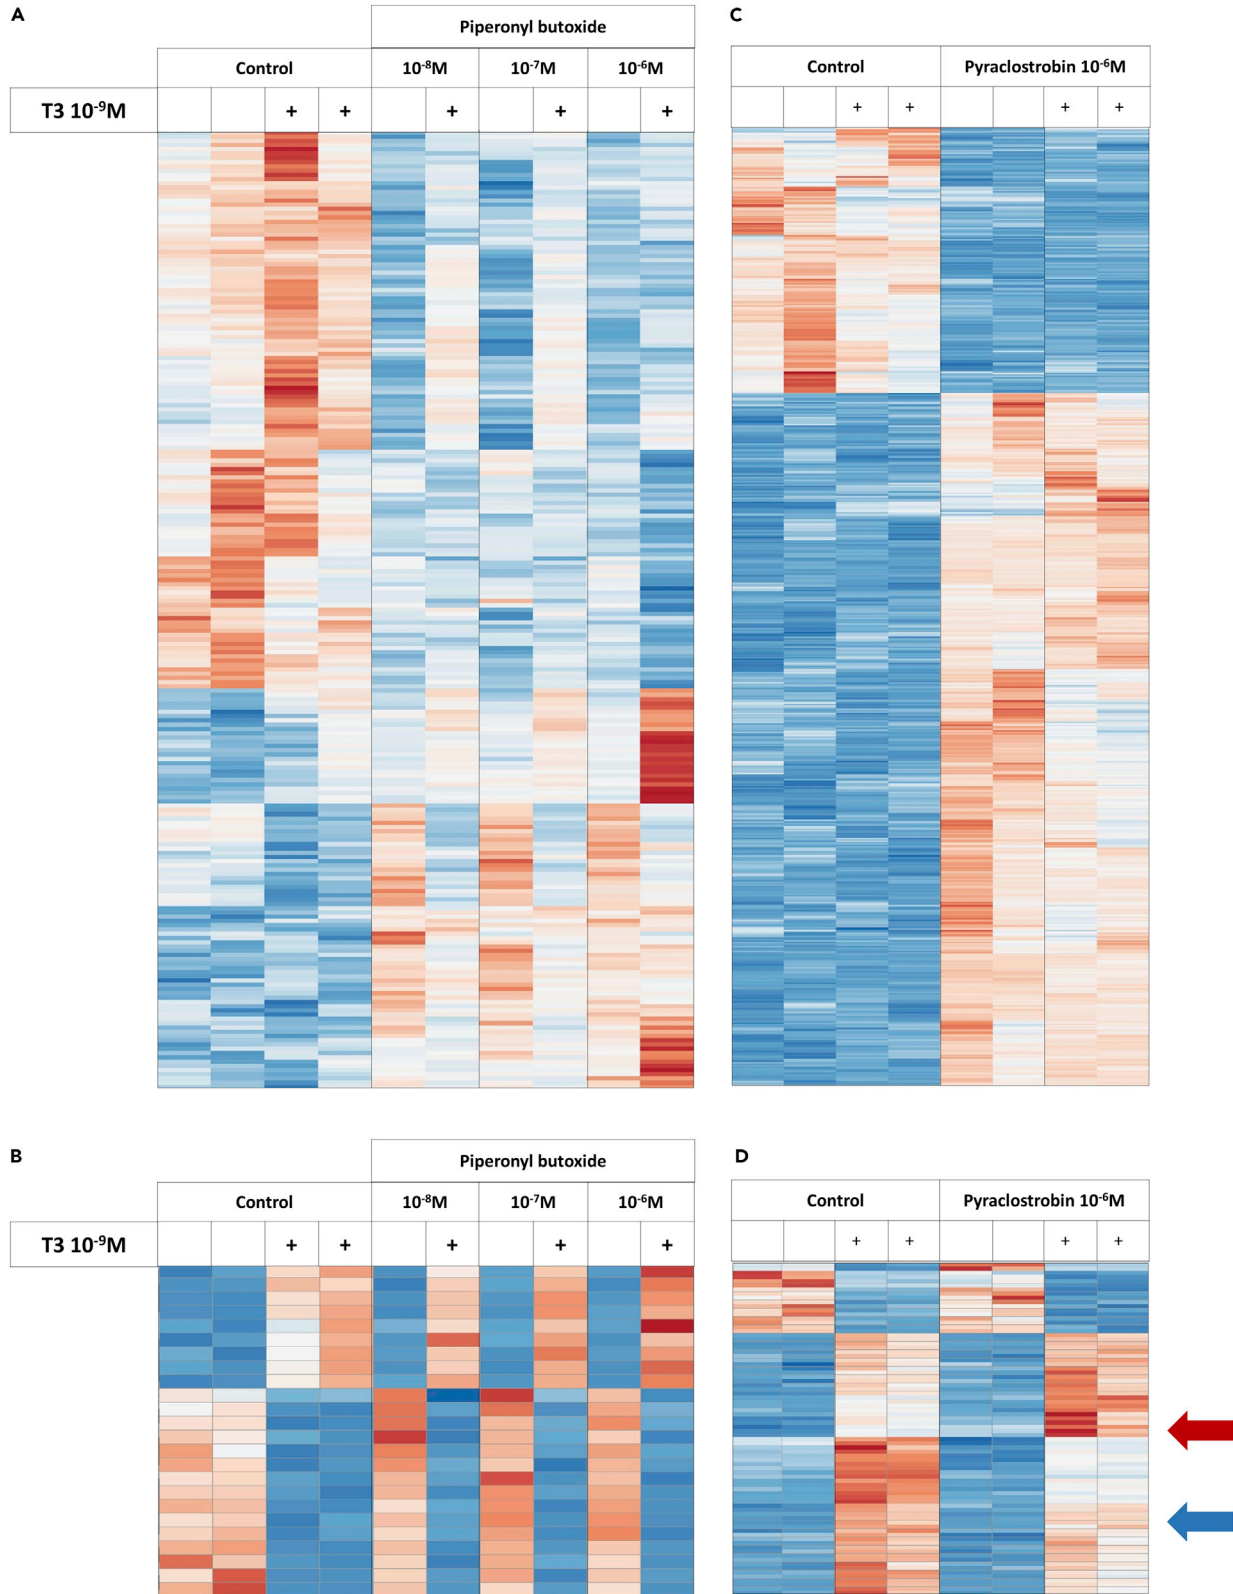 A
Piperonyl butoxide
Control 10⁻⁸M 10⁻⁷M 10⁻⁶M
T3 10⁻⁹M + + + + +
C
Control Pyraclostrobin 10⁻⁶M
+ + + +
B
Piperonyl butoxide
Control 10⁻⁸M 10⁻⁷M 10⁻⁶M
T3 10⁻⁹M + + + + +
D
Control Pyraclostrobin 10⁻⁶M
+ + + +